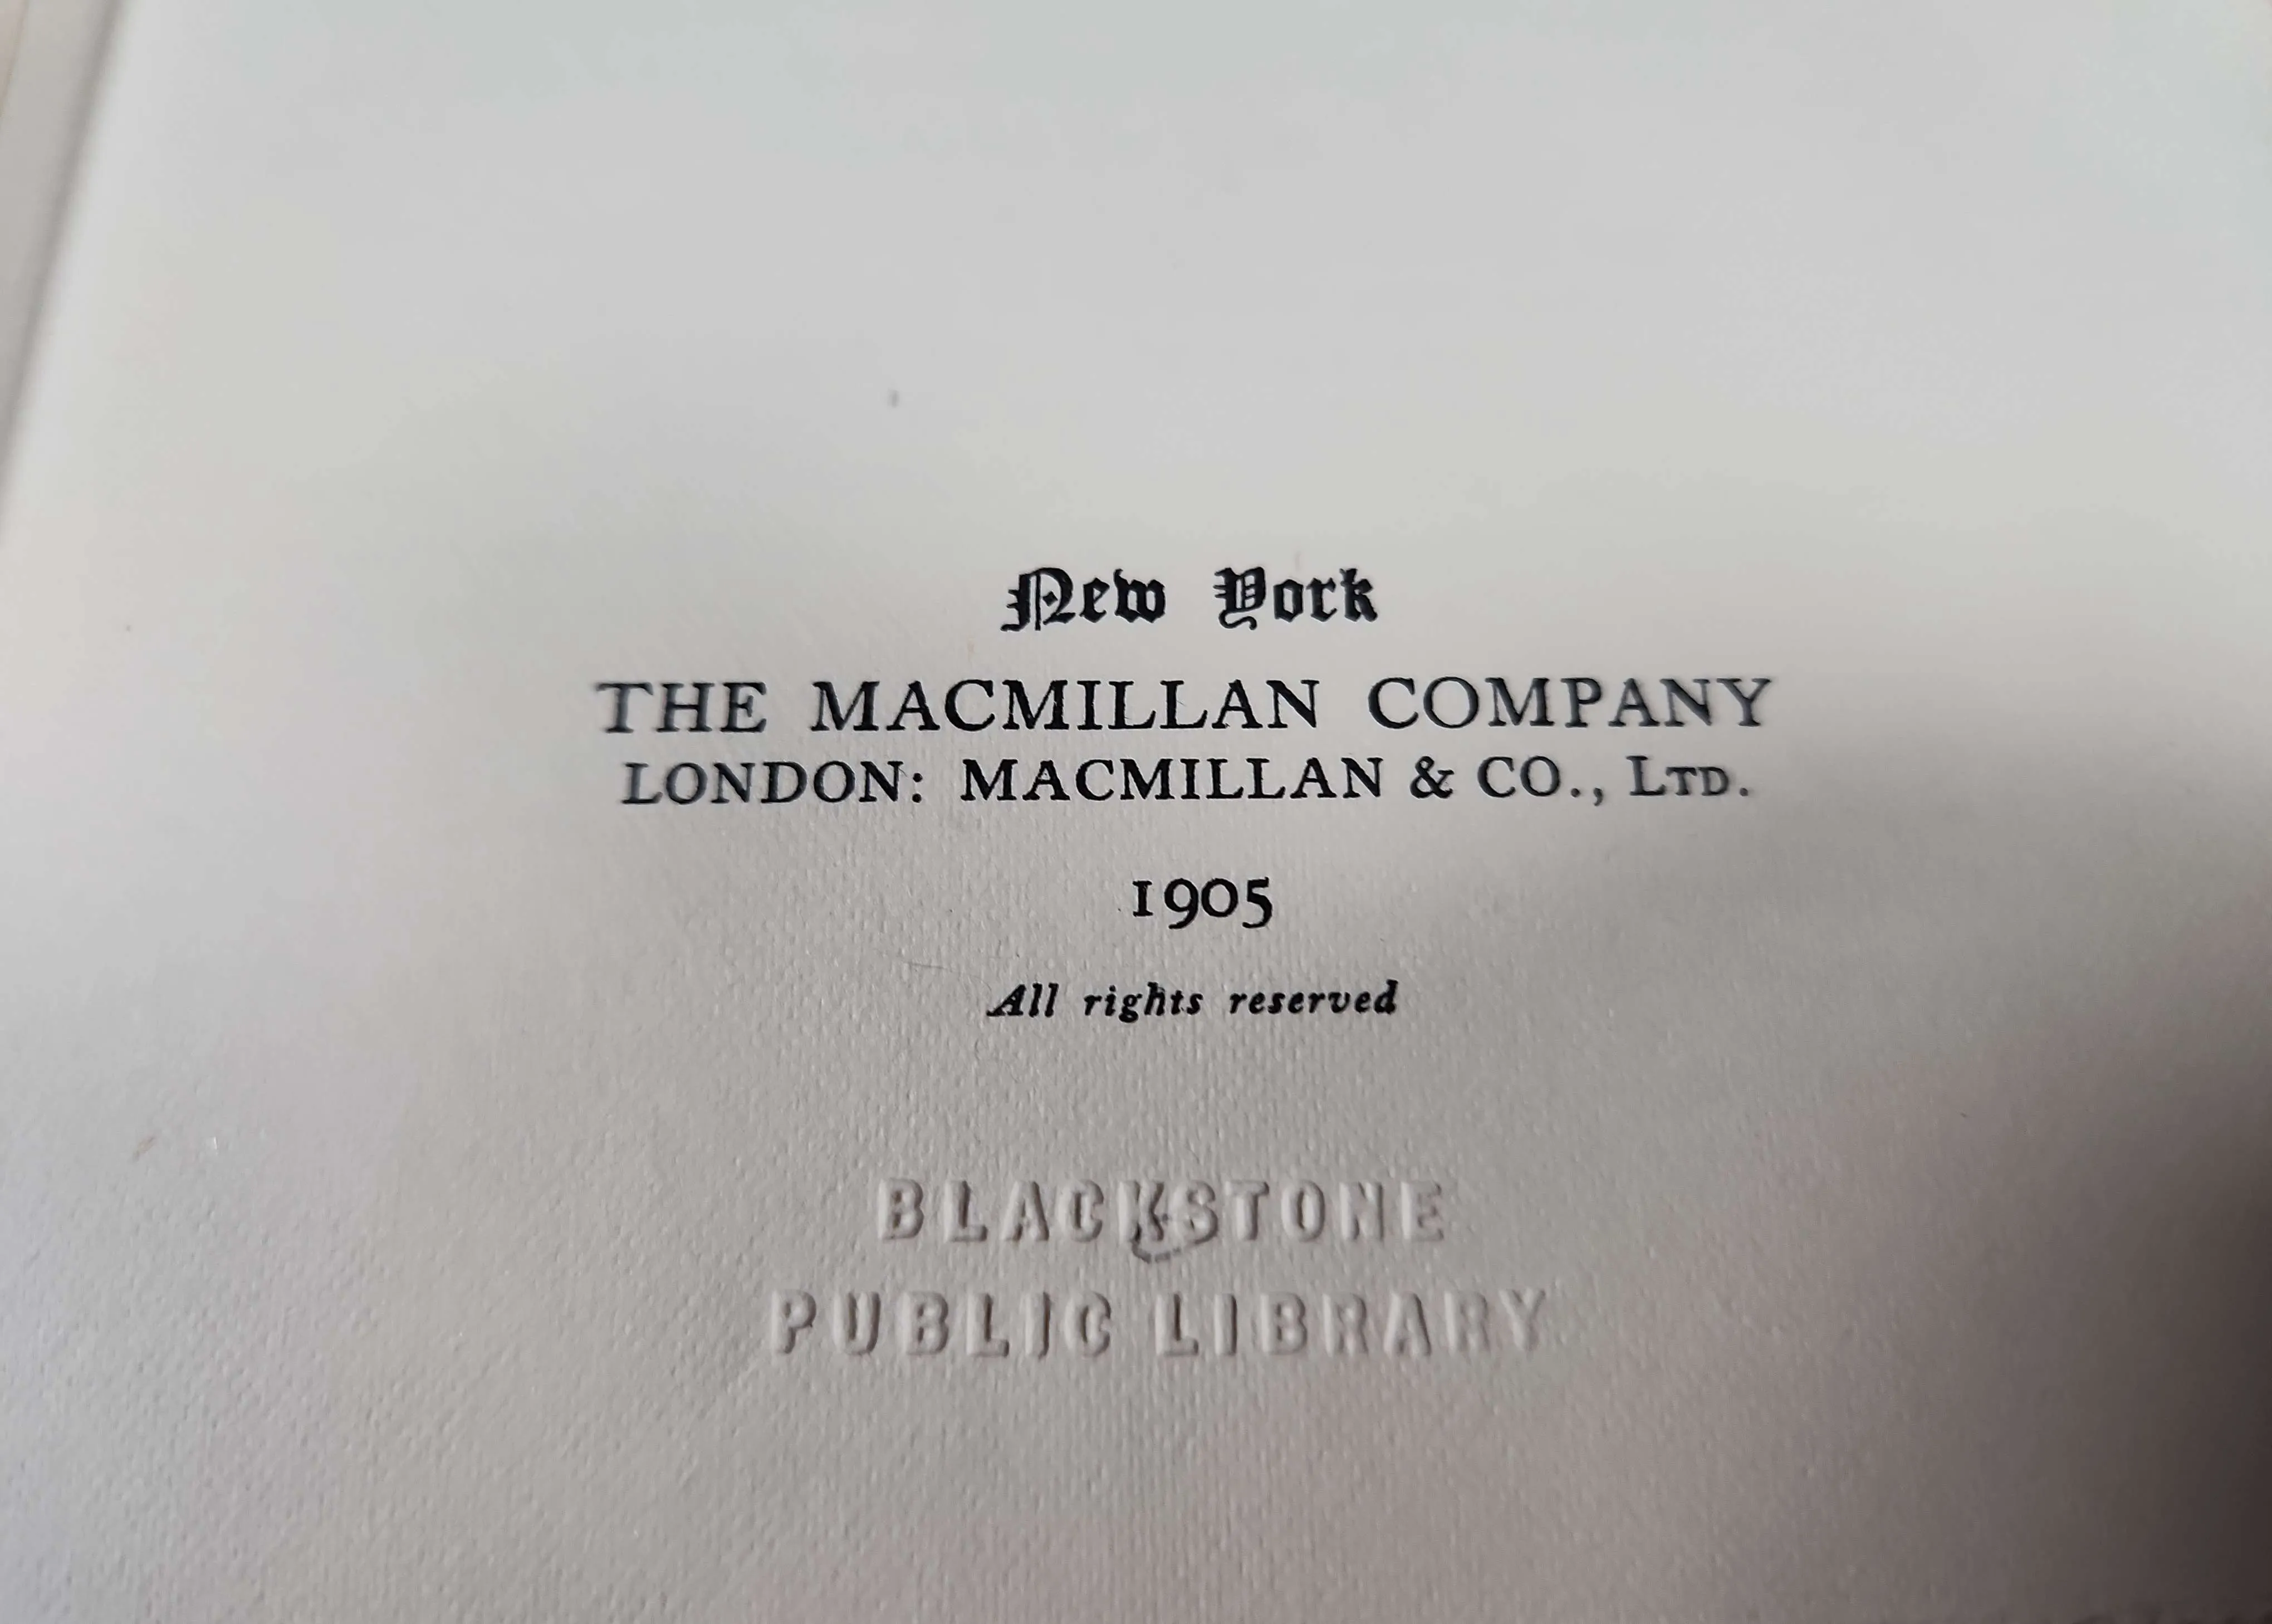 New York
THE MACMILLAN COMPANY
LONDON: MACMILLAN & CO., LTD.
1905
All rights reserved
BLACKSTONE
PUBLIC LIBRARY